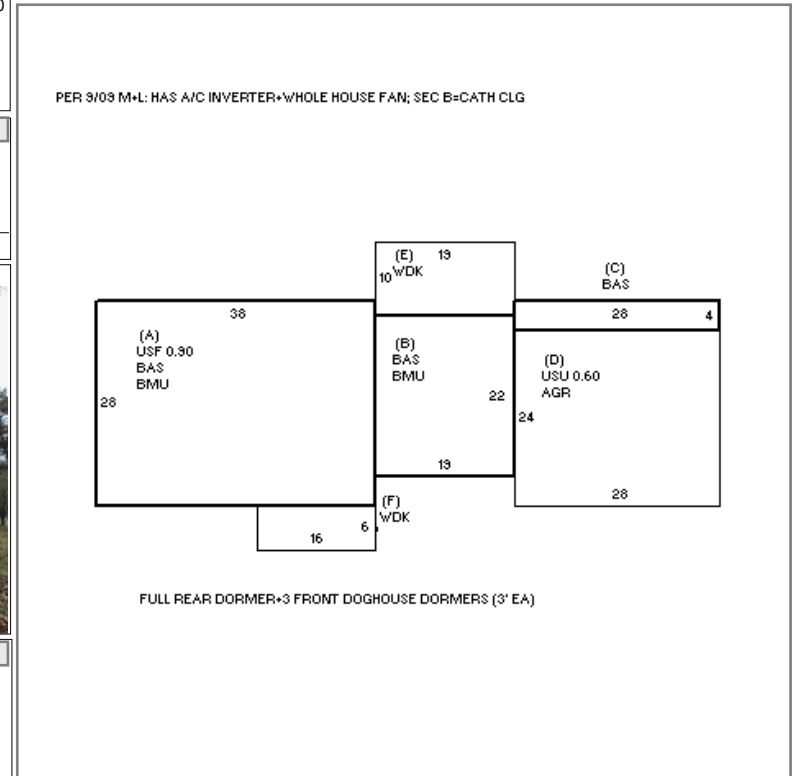 PER 9/09 M+L: HAS A/C INVERTER+WHOLE HOUSE FAN; SEC B=CATH CLG
(E) 19
10 WDK
(C)
BAS
38
28 4
(A)
USF 0.90
BAS
BMU
28
(B)
BAS
BMU
22
19
(D)
USU 0.60
AGR
24
28
(F)
WDK
6
16
FULL REAR DORMER+3 FRONT DOGHOUSE DORMERS (3' EA)